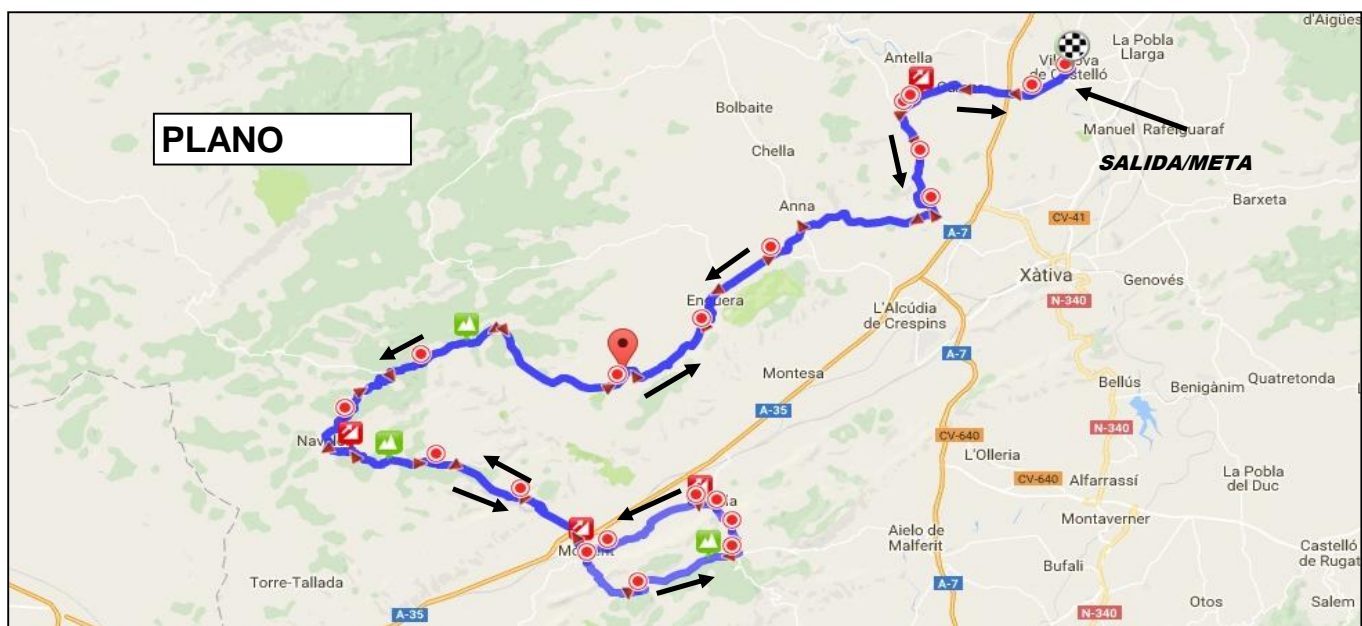 d'Aigües
La Pobla
Llarga
Antella
Bolbaite
PLANO
Manuel Rafelguaraf
Chella
SALIDA/META
Barxeta
Anna
CV-41
A-7
Xàtiva
Genovés
N-340
L'Alcúdia
de Crespins
A-7
Montesa
Bellús
Benigànim
Quatretonda
A-35
N-340
CV-640
L'Olleria
CV-640
Alfarrassí
La Pobla
del Duc
Montaverner
Aielo de
Malferit
Castelló
de Rugat
Bufali
Torre-Tallada
A-7
Otos
Salem
A-35
N-340